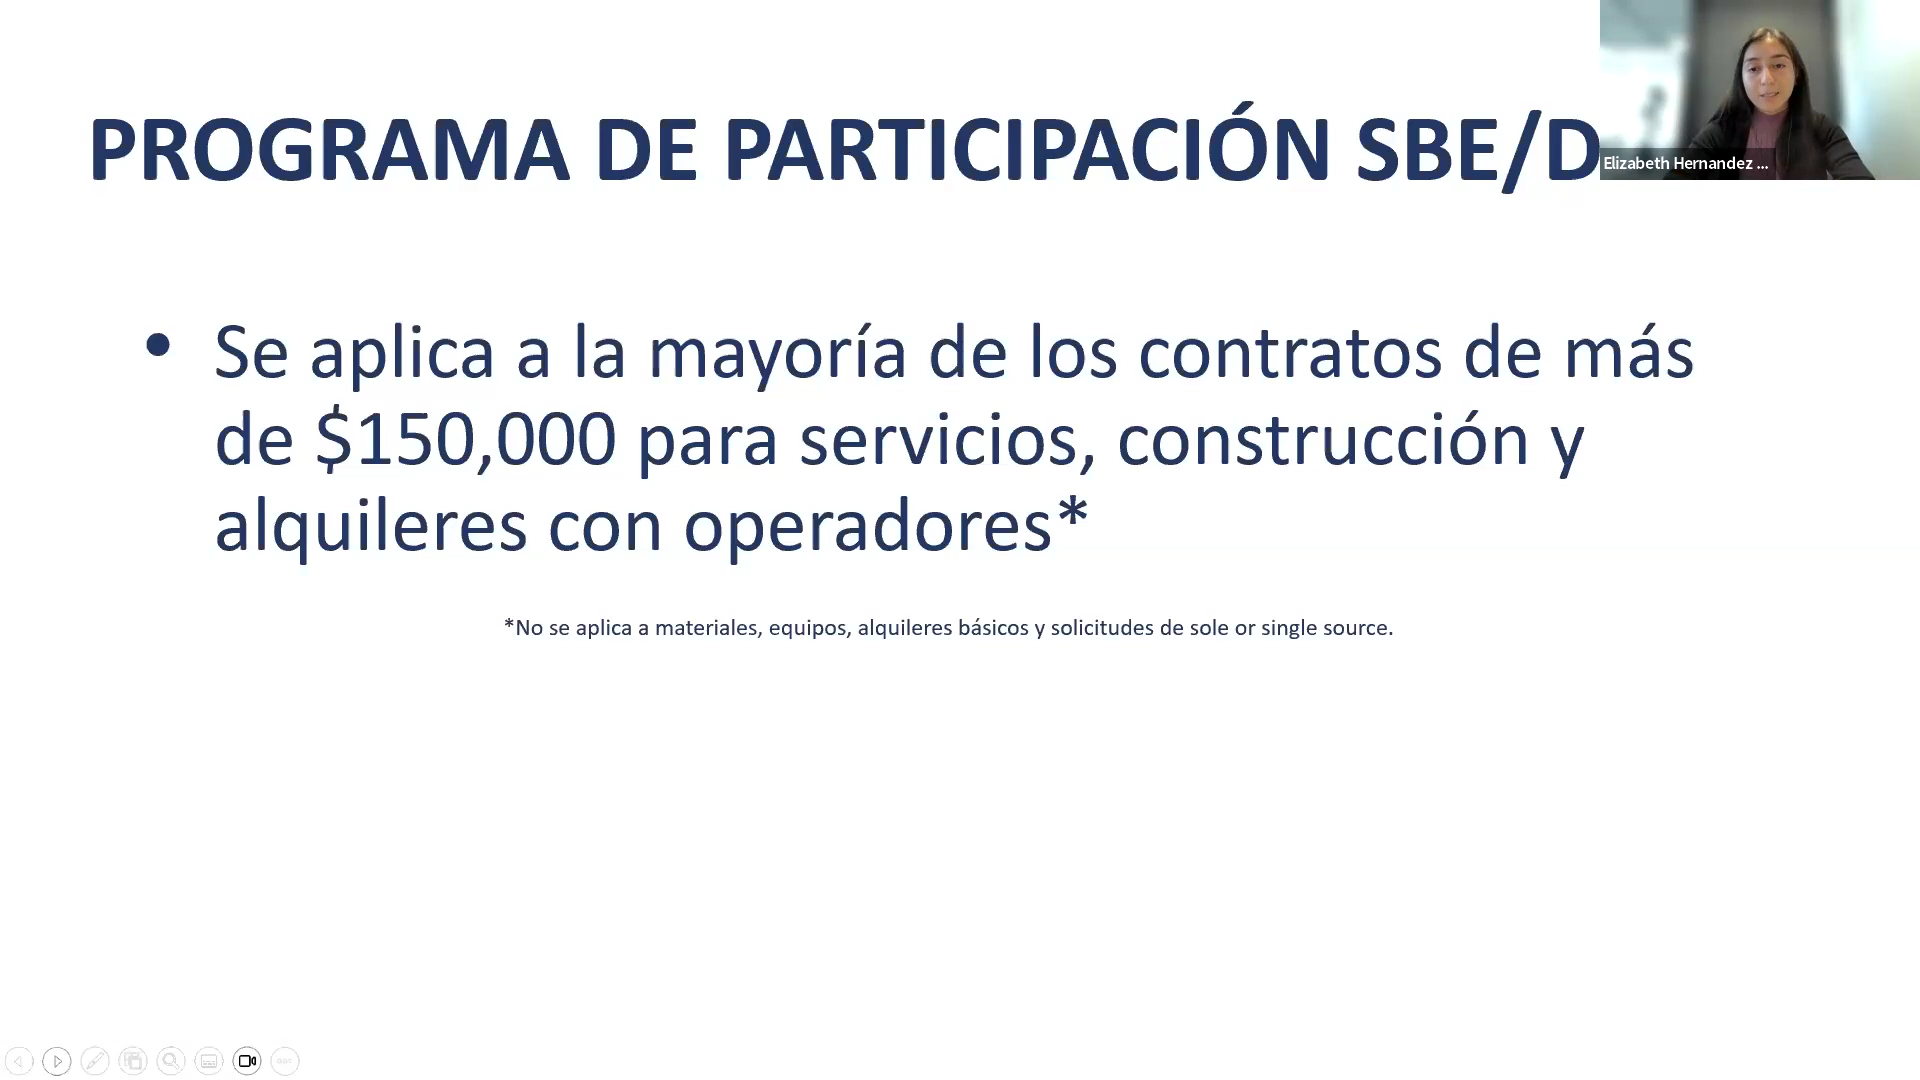 PROGRAMA DE PARTICIPACIÓN SBE/D
Elizabeth Hernandez ...
• Se aplica a la mayoría de los contratos de más
de $150,000 para servicios, construcción y
alquileres con operadores*
*No se aplica a materiales, equipos, alquileres básicos y solicitudes de sole or single source.